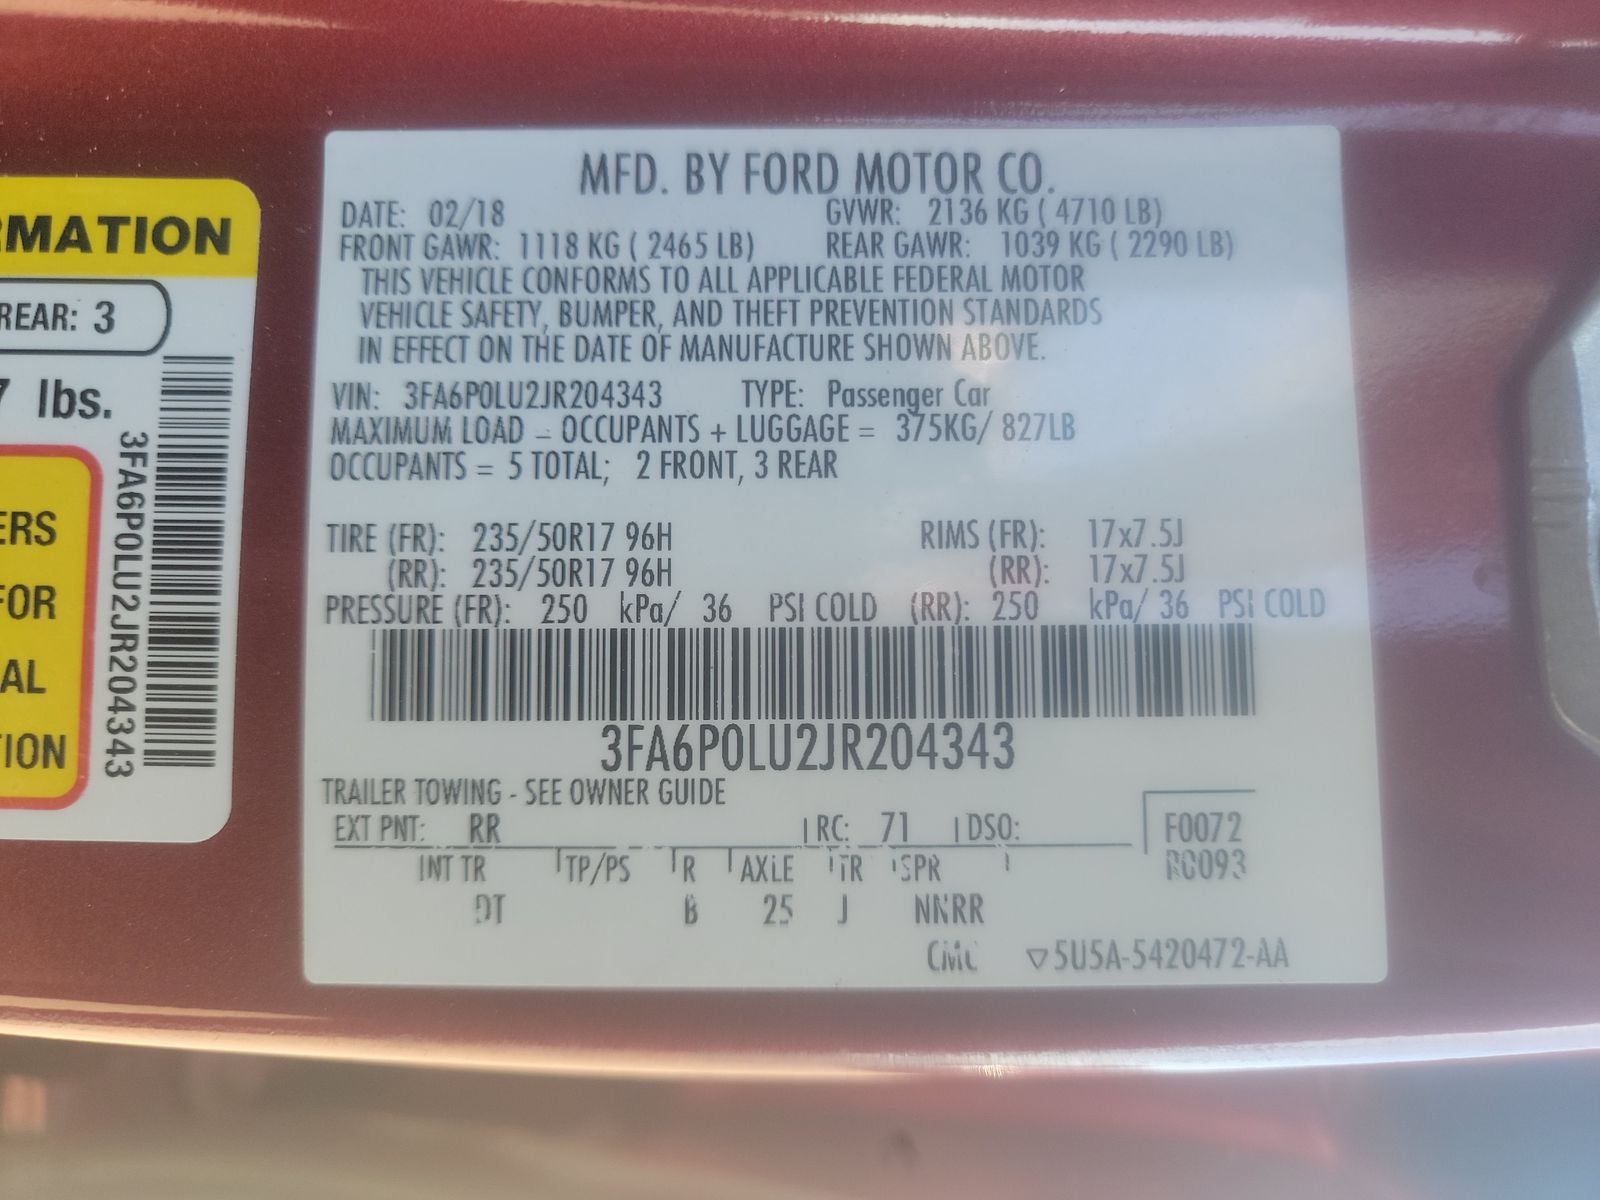 RMATION
REAR: 3
7 lbs.
3FA6P0LU2JR204343
ERS
FOR
AL
TION
MFD. BY FORD MOTOR CO.
DATE: 02/18 GVWR: 2136 KG ( 4710 LB)
FRONT GAWR: 1118 KG ( 2465 LB) REAR GAWR: 1039 KG ( 2290 LB)
THIS VEHICLE CONFORMS TO ALL APPLICABLE FEDERAL MOTOR
VEHICLE SAFETY, BUMPER, AND THEFT PREVENTION STANDARDS
IN EFFECT ON THE DATE OF MANUFACTURE SHOWN ABOVE.
VIN: 3FA6P0LU2JR204343 TYPE: Passenger Car
MAXIMUM LOAD = OCCUPANTS + LUGGAGE = 375KG/ 827LB
OCCUPANTS = 5 TOTAL; 2 FRONT, 3 REAR
TIRE (FR): 235/50R17 96H RIMS (FR): 17x7.5J
(RR): 235/50R17 96H (RR): 17x7.5J
PRESSURE (FR): 250 kPa/ 36 PSI COLD (RR): 250 kPa/ 36 PSI COLD
3FA6P0LU2JR204343
TRAILER TOWING - SEE OWNER GUIDE
EXT PNT: RR RC: 71 DSO: F0072
INT TR TP/PS R AXLE TR SPR R0093
DT B 25 J NNRR
CMC ▽5U5A-5420472-AA